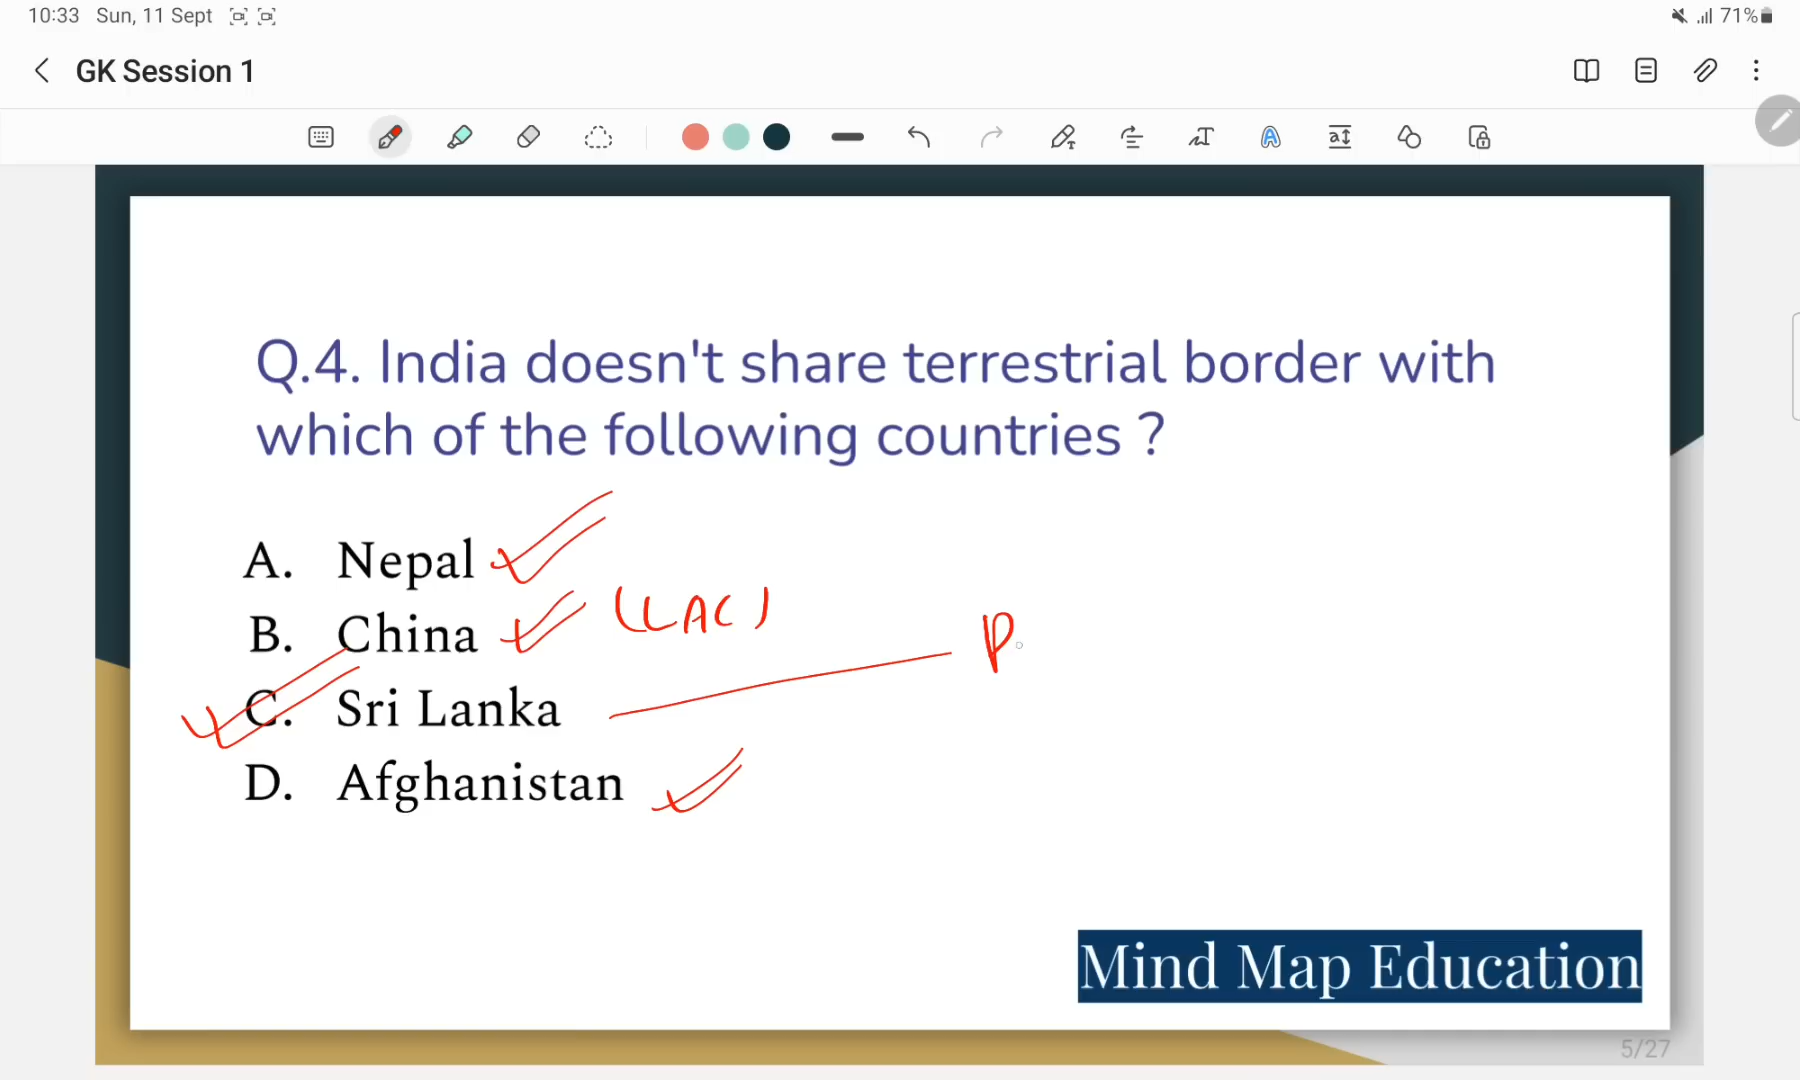 10:33 Sun, 11 Sept 71%
GK Session 1
Q.4. India doesn't share terrestrial border with
which of the following countries ?
A. Nepal
B. China (LAC)
P
C. Sri Lanka
D. Afghanistan
Mind Map Education
5/27